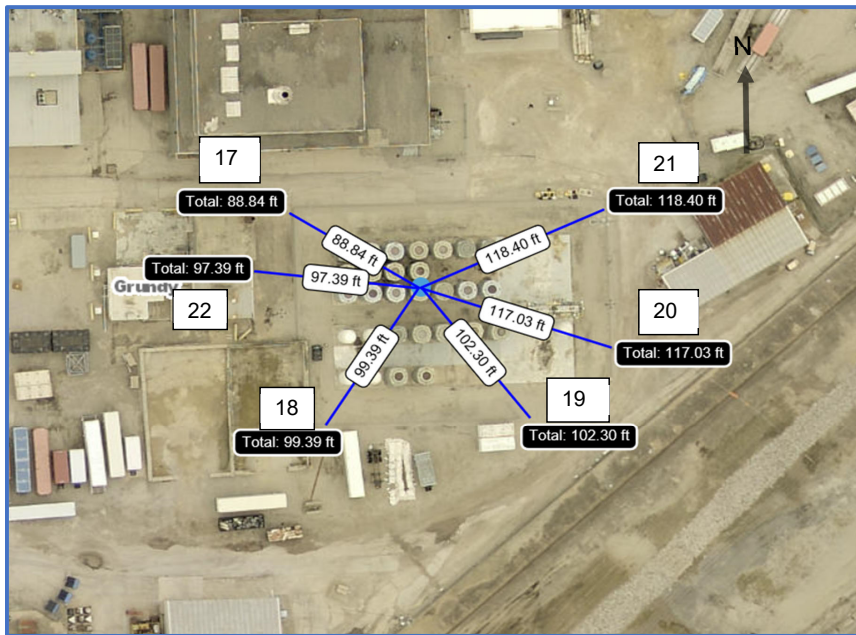 N
17
21
Total: 88.84 ft
Total: 118.40 ft
88.84 ft
118.40 ft
Total: 97.39 ft
97.39 ft
Grundy
22
117.03 ft
20
99.39 ft
102.30 ft
Total: 117.03 ft
18
19
Total: 99.39 ft
Total: 102.30 ft